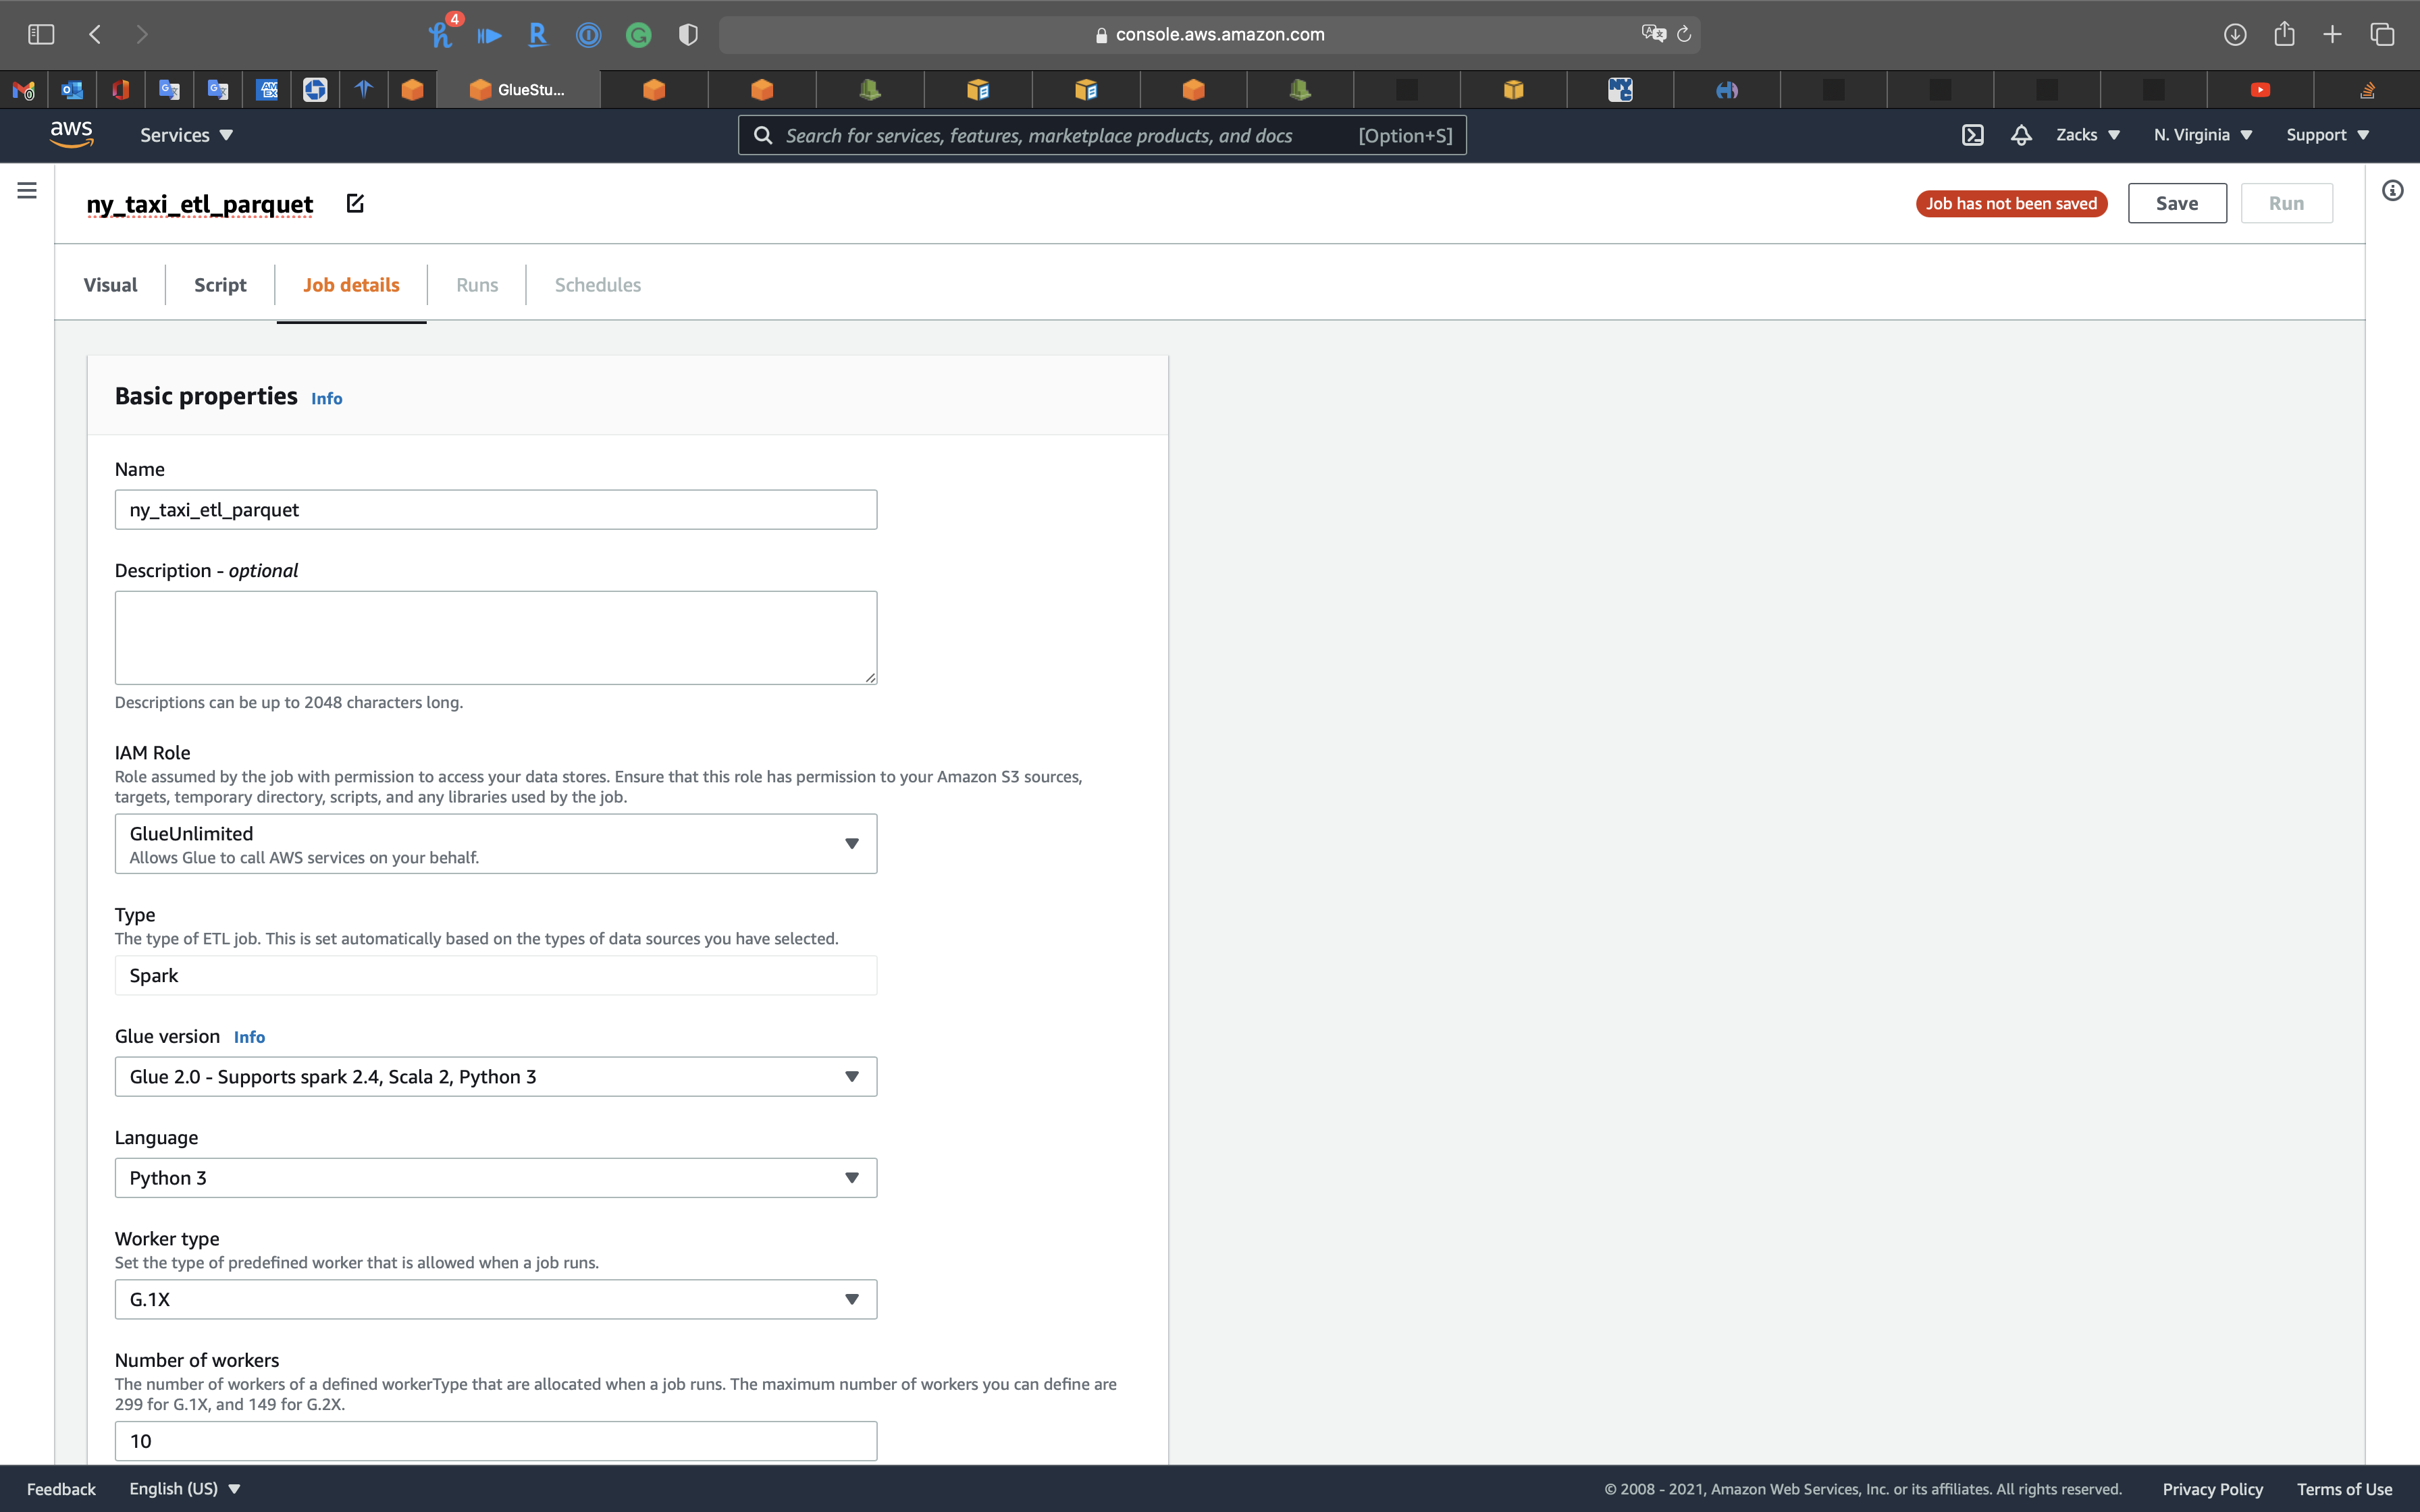 4
console.aws.amazon.com
GlueStu...
aws
Services
Search for services, features, marketplace products, and docs [Option+S]
Zacks
N. Virginia
Support
ny_taxi_etl_parquet
Job has not been saved
Save
Run
Visual
Script
Job details
Runs
Schedules
Basic properties Info
Name
ny_taxi_etl_parquet
Description - optional
Descriptions can be up to 2048 characters long.
IAM Role
Role assumed by the job with permission to access your data stores. Ensure that this role has permission to your Amazon S3 sources,
targets, temporary directory, scripts, and any libraries used by the job.
GlueUnlimited
Allows Glue to call AWS services on your behalf.
Type
The type of ETL job. This is set automatically based on the types of data sources you have selected.
Spark
Glue version Info
Glue 2.0 - Supports spark 2.4, Scala 2, Python 3
Language
Python 3
Worker type
Set the type of predefined worker that is allowed when a job runs.
G.1X
Number of workers
The number of workers of a defined workerType that are allocated when a job runs. The maximum number of workers you can define are
299 for G.1X, and 149 for G.2X.
10
Feedback
English (US)
© 2008 - 2021, Amazon Web Services, Inc. or its affiliates. All rights reserved.
Privacy Policy
Terms of Use